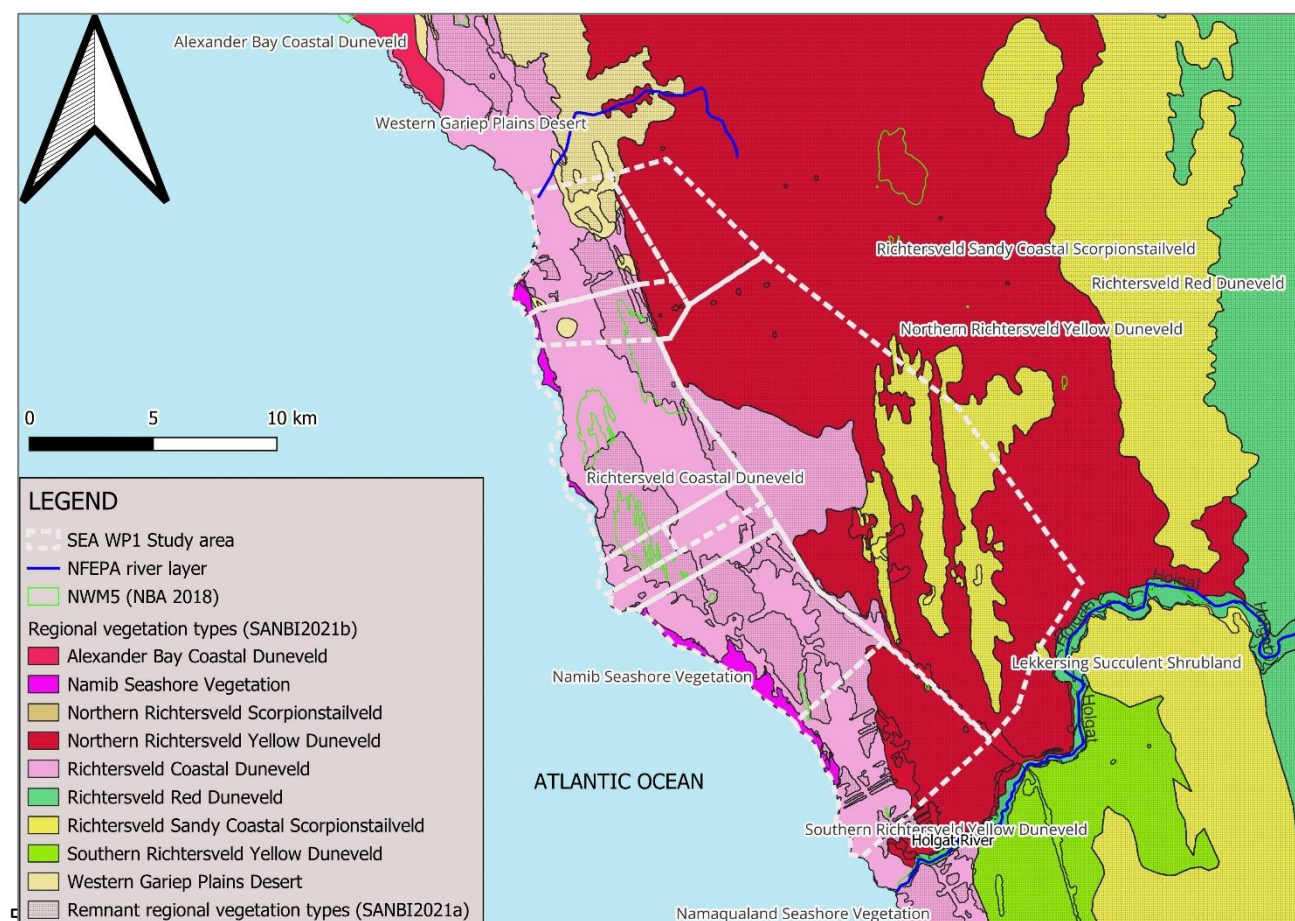 Alexander Bay Coastal Duneveld
Western Gariep Plains Desert
Richtersveld Sandy Coastal Scorpionstailveld
Richtersveld Red Duneveld
Northern Richtersveld Yellow Duneveld
0 5 10 km
Richtersveld Coastal Duneveld
LEGEND
SEA WP1 Study area
NFEPA river layer
NWM5 (NBA 2018)
Regional vegetation types (SANBI2021b)
Alexander Bay Coastal Duneveld
Namib Seashore Vegetation
Northern Richtersveld Scorpionstailveld
Northern Richtersveld Yellow Duneveld
Richtersveld Coastal Duneveld
Richtersveld Red Duneveld
Richtersveld Sandy Coastal Scorpionstailveld
Southern Richtersveld Yellow Duneveld
Western Gariep Plains Desert
Remnant regional vegetation types (SANBI2021a)
Holgat
Holgat
Holgat
Holgat
Lekkersing Succulent Shrubland
Namib Seashore Vegetation
ATLANTIC OCEAN
Southern Richtersveld Yellow Duneveld
Holgat River
Namaqualand Seashore Vegetation